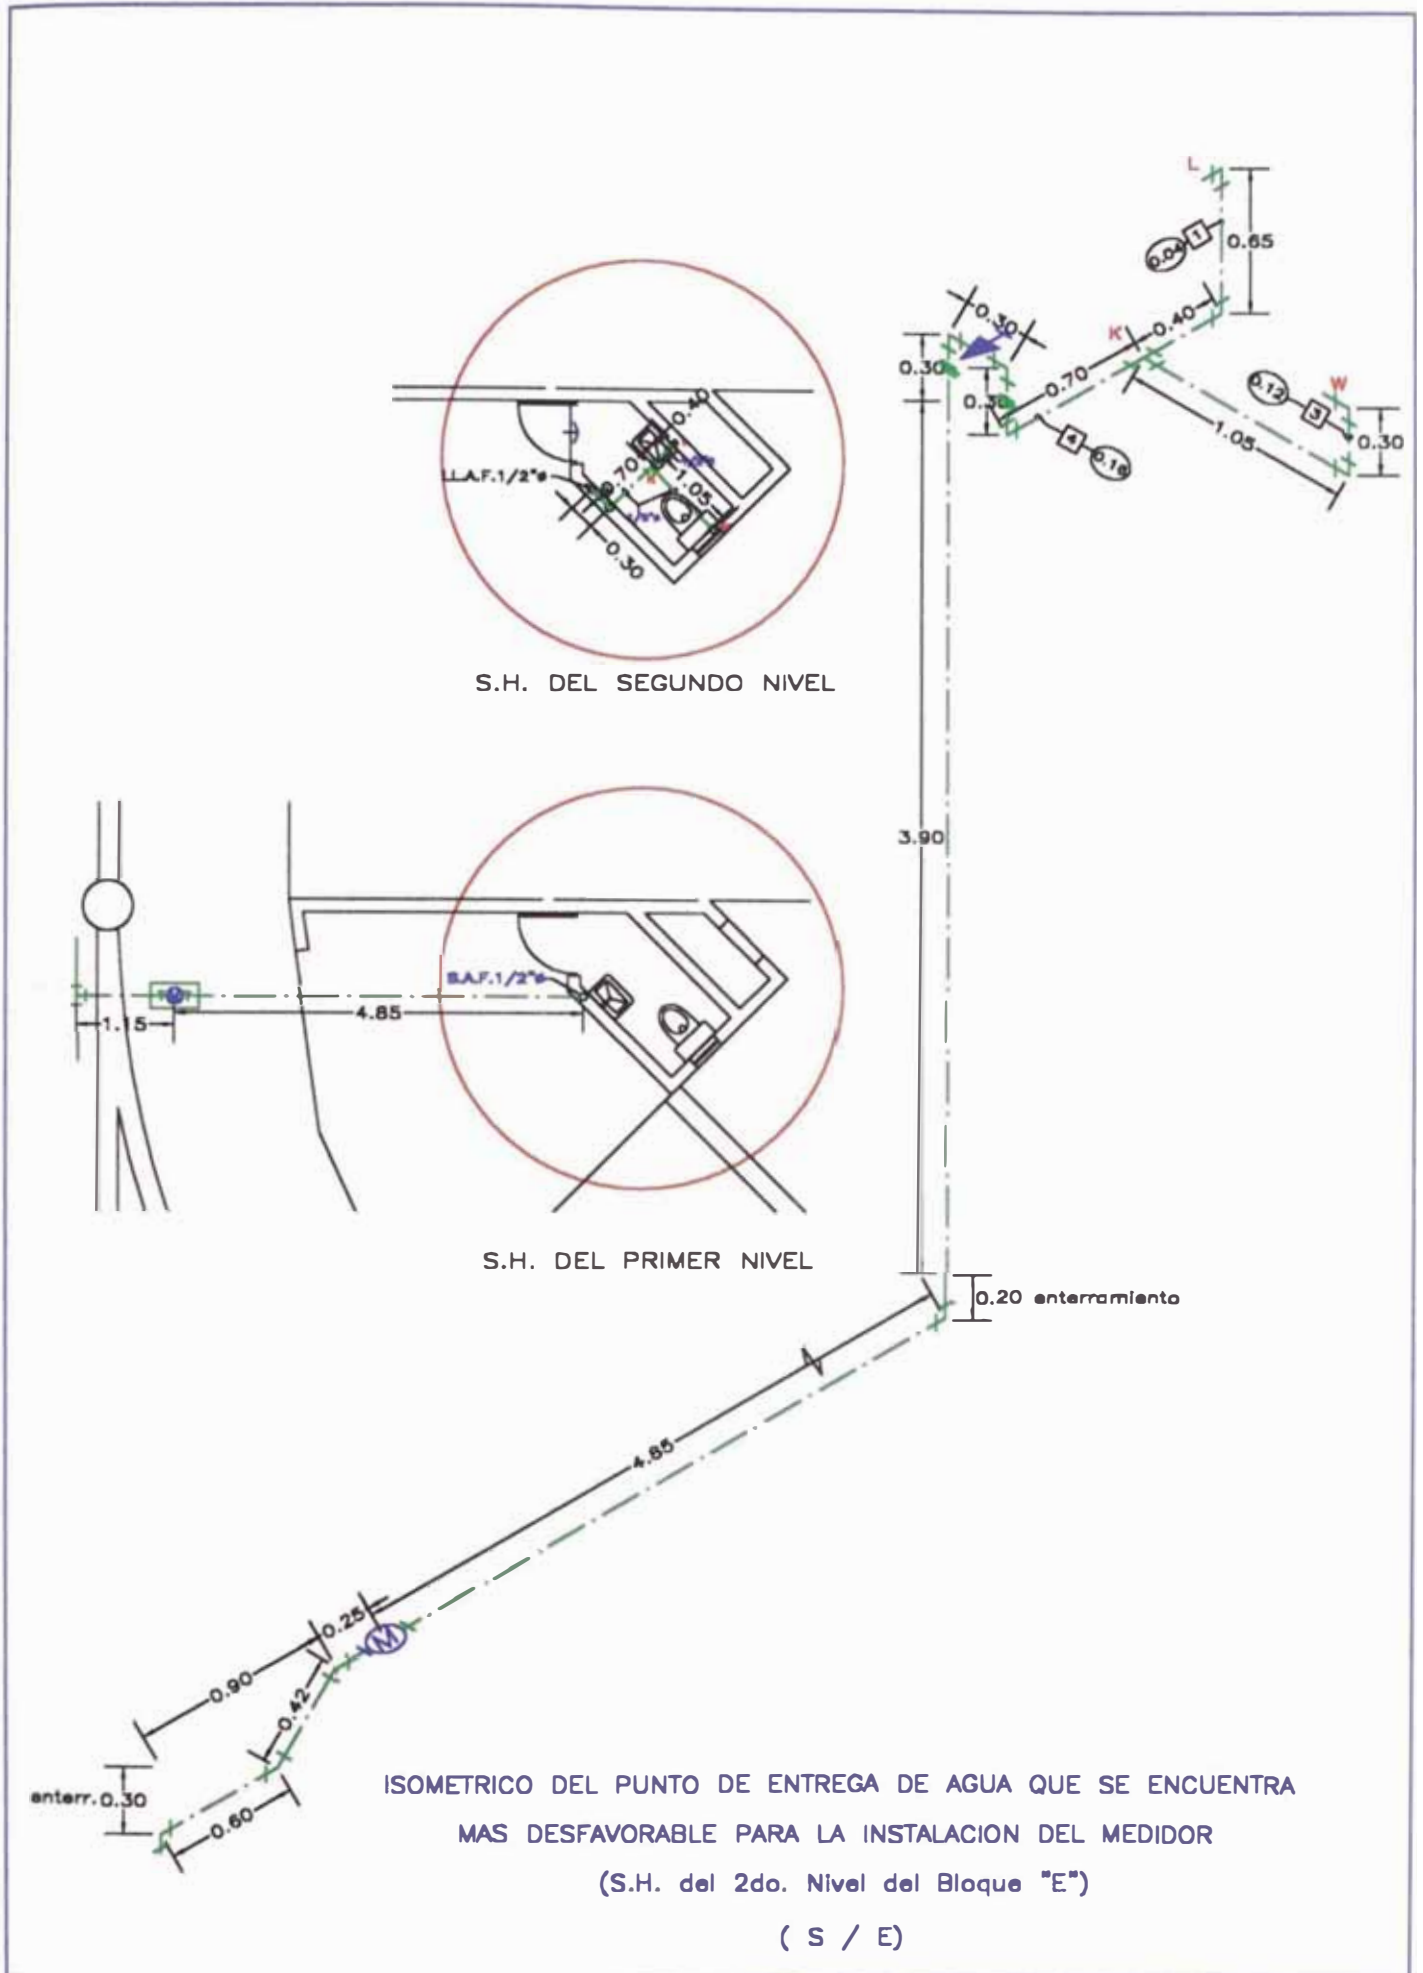 L
1
0.04
0.65
0.30
K
0.40
0.30
0.70
0.30
W
0.12
3
0.30
1.05
4
0.16
0.40
LL.A.F.1/2"ø
0.70
1.05
0.30
S.H. DEL SEGUNDO NIVEL
3.90
S.A.F.1/2"ø
1.15
4.85
S.H. DEL PRIMER NIVEL
0.20 enterramiento
4.85
0.25
M
0.90
0.42
enterr.0.30
0.60
ISOMETRICO DEL PUNTO DE ENTREGA DE AGUA QUE SE ENCUENTRA
MAS DESFAVORABLE PARA LA INSTALACION DEL MEDIDOR
(S.H. del 2do. Nivel del Bloque "E")
( S / E)